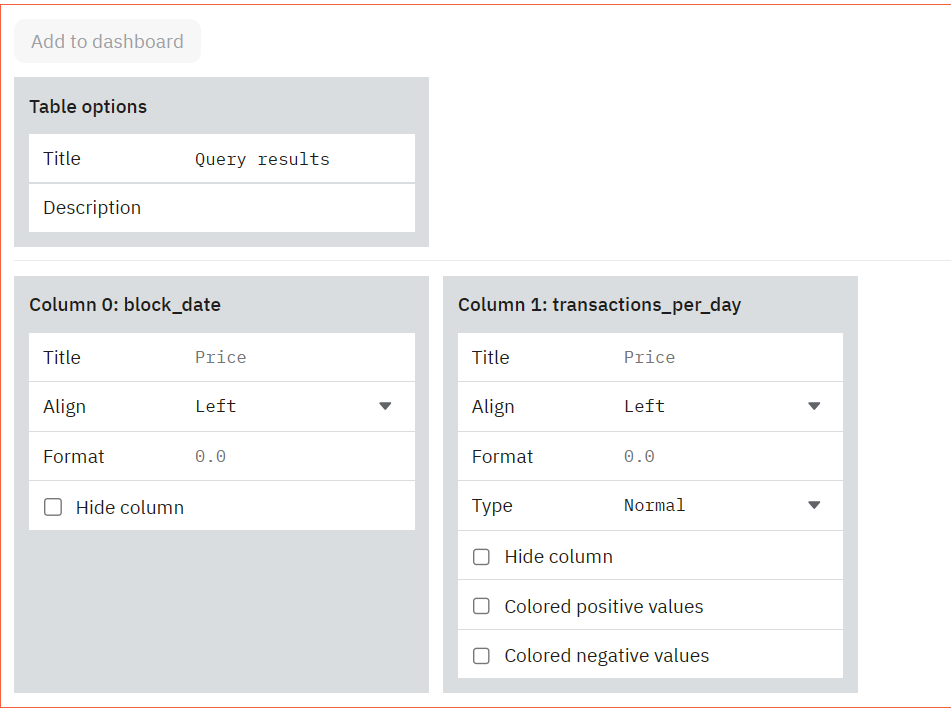 Add to dashboard
Table options
Title Query results
Description
Column 0: block_date
Title Price
Align Left
Format 0.0
Hide column
Column 1: transactions_per_day
Title Price
Align Left
Format 0.0
Type Normal
Hide column
Colored positive values
Colored negative values